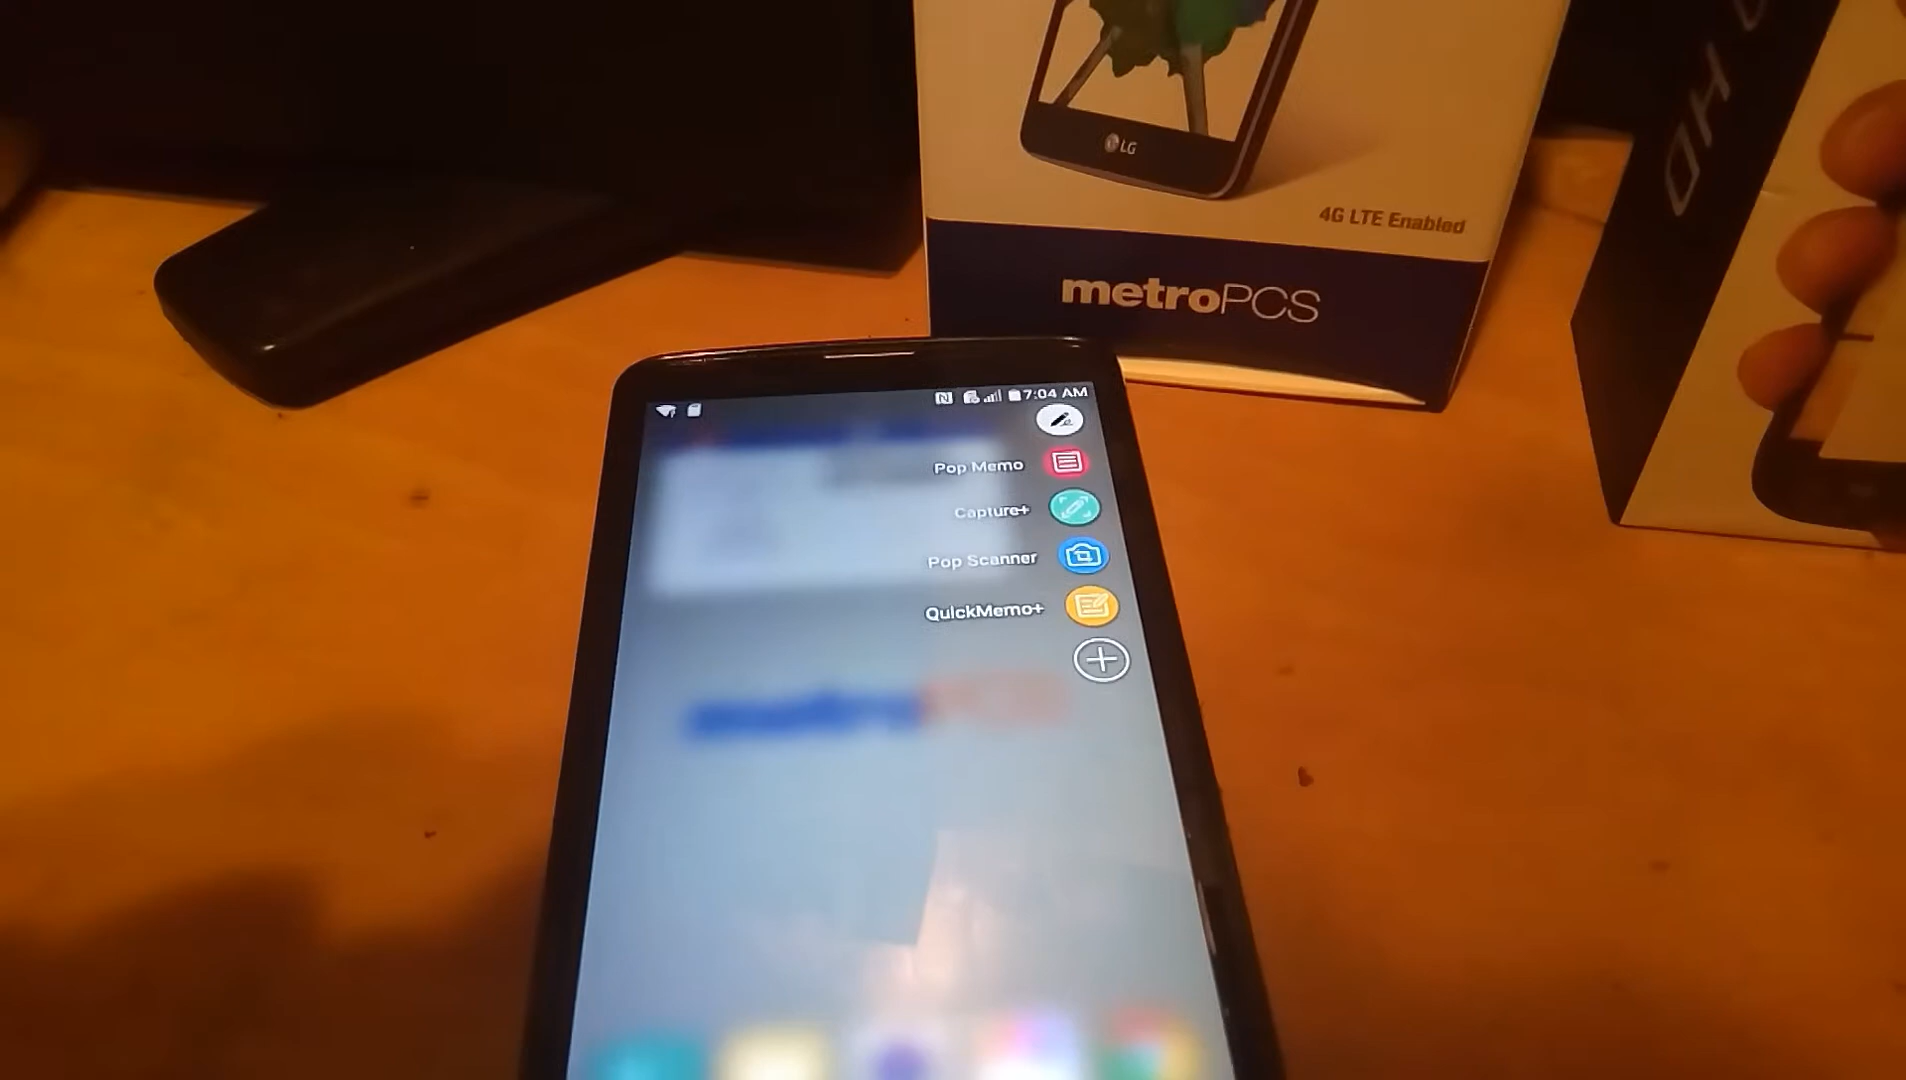 LG
4G LTE Enabled
metroPCS
7:04 AM
Pop Memo
Capture+
Pop Scanner
QuickMemo+